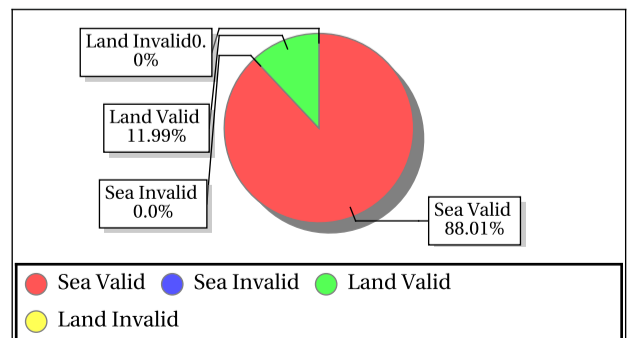 Land Invalid0.
0%
Land Valid
11.99%
Sea Invalid
0.0%
Sea Valid
88.01%
Sea Valid Sea Invalid Land Valid
Land Invalid